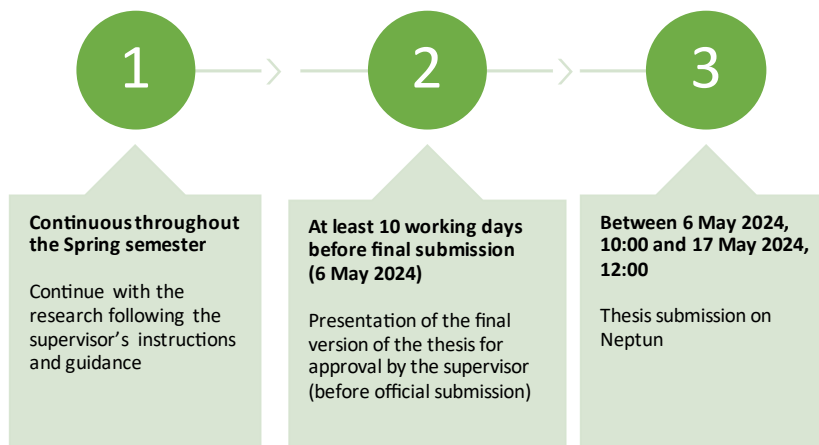 1
2
3
Continuous throughout
the Spring semester
Continue with the
research following the
supervisor's instructions
and guidance
At least 10 working days
before final submission
(6 May 2024)
Presentation of the final
version of the thesis for
approval by the supervisor
(before official submission)
Between 6 May 2024,
10:00 and 17 May 2024,
12:00
Thesis submission on
Neptun